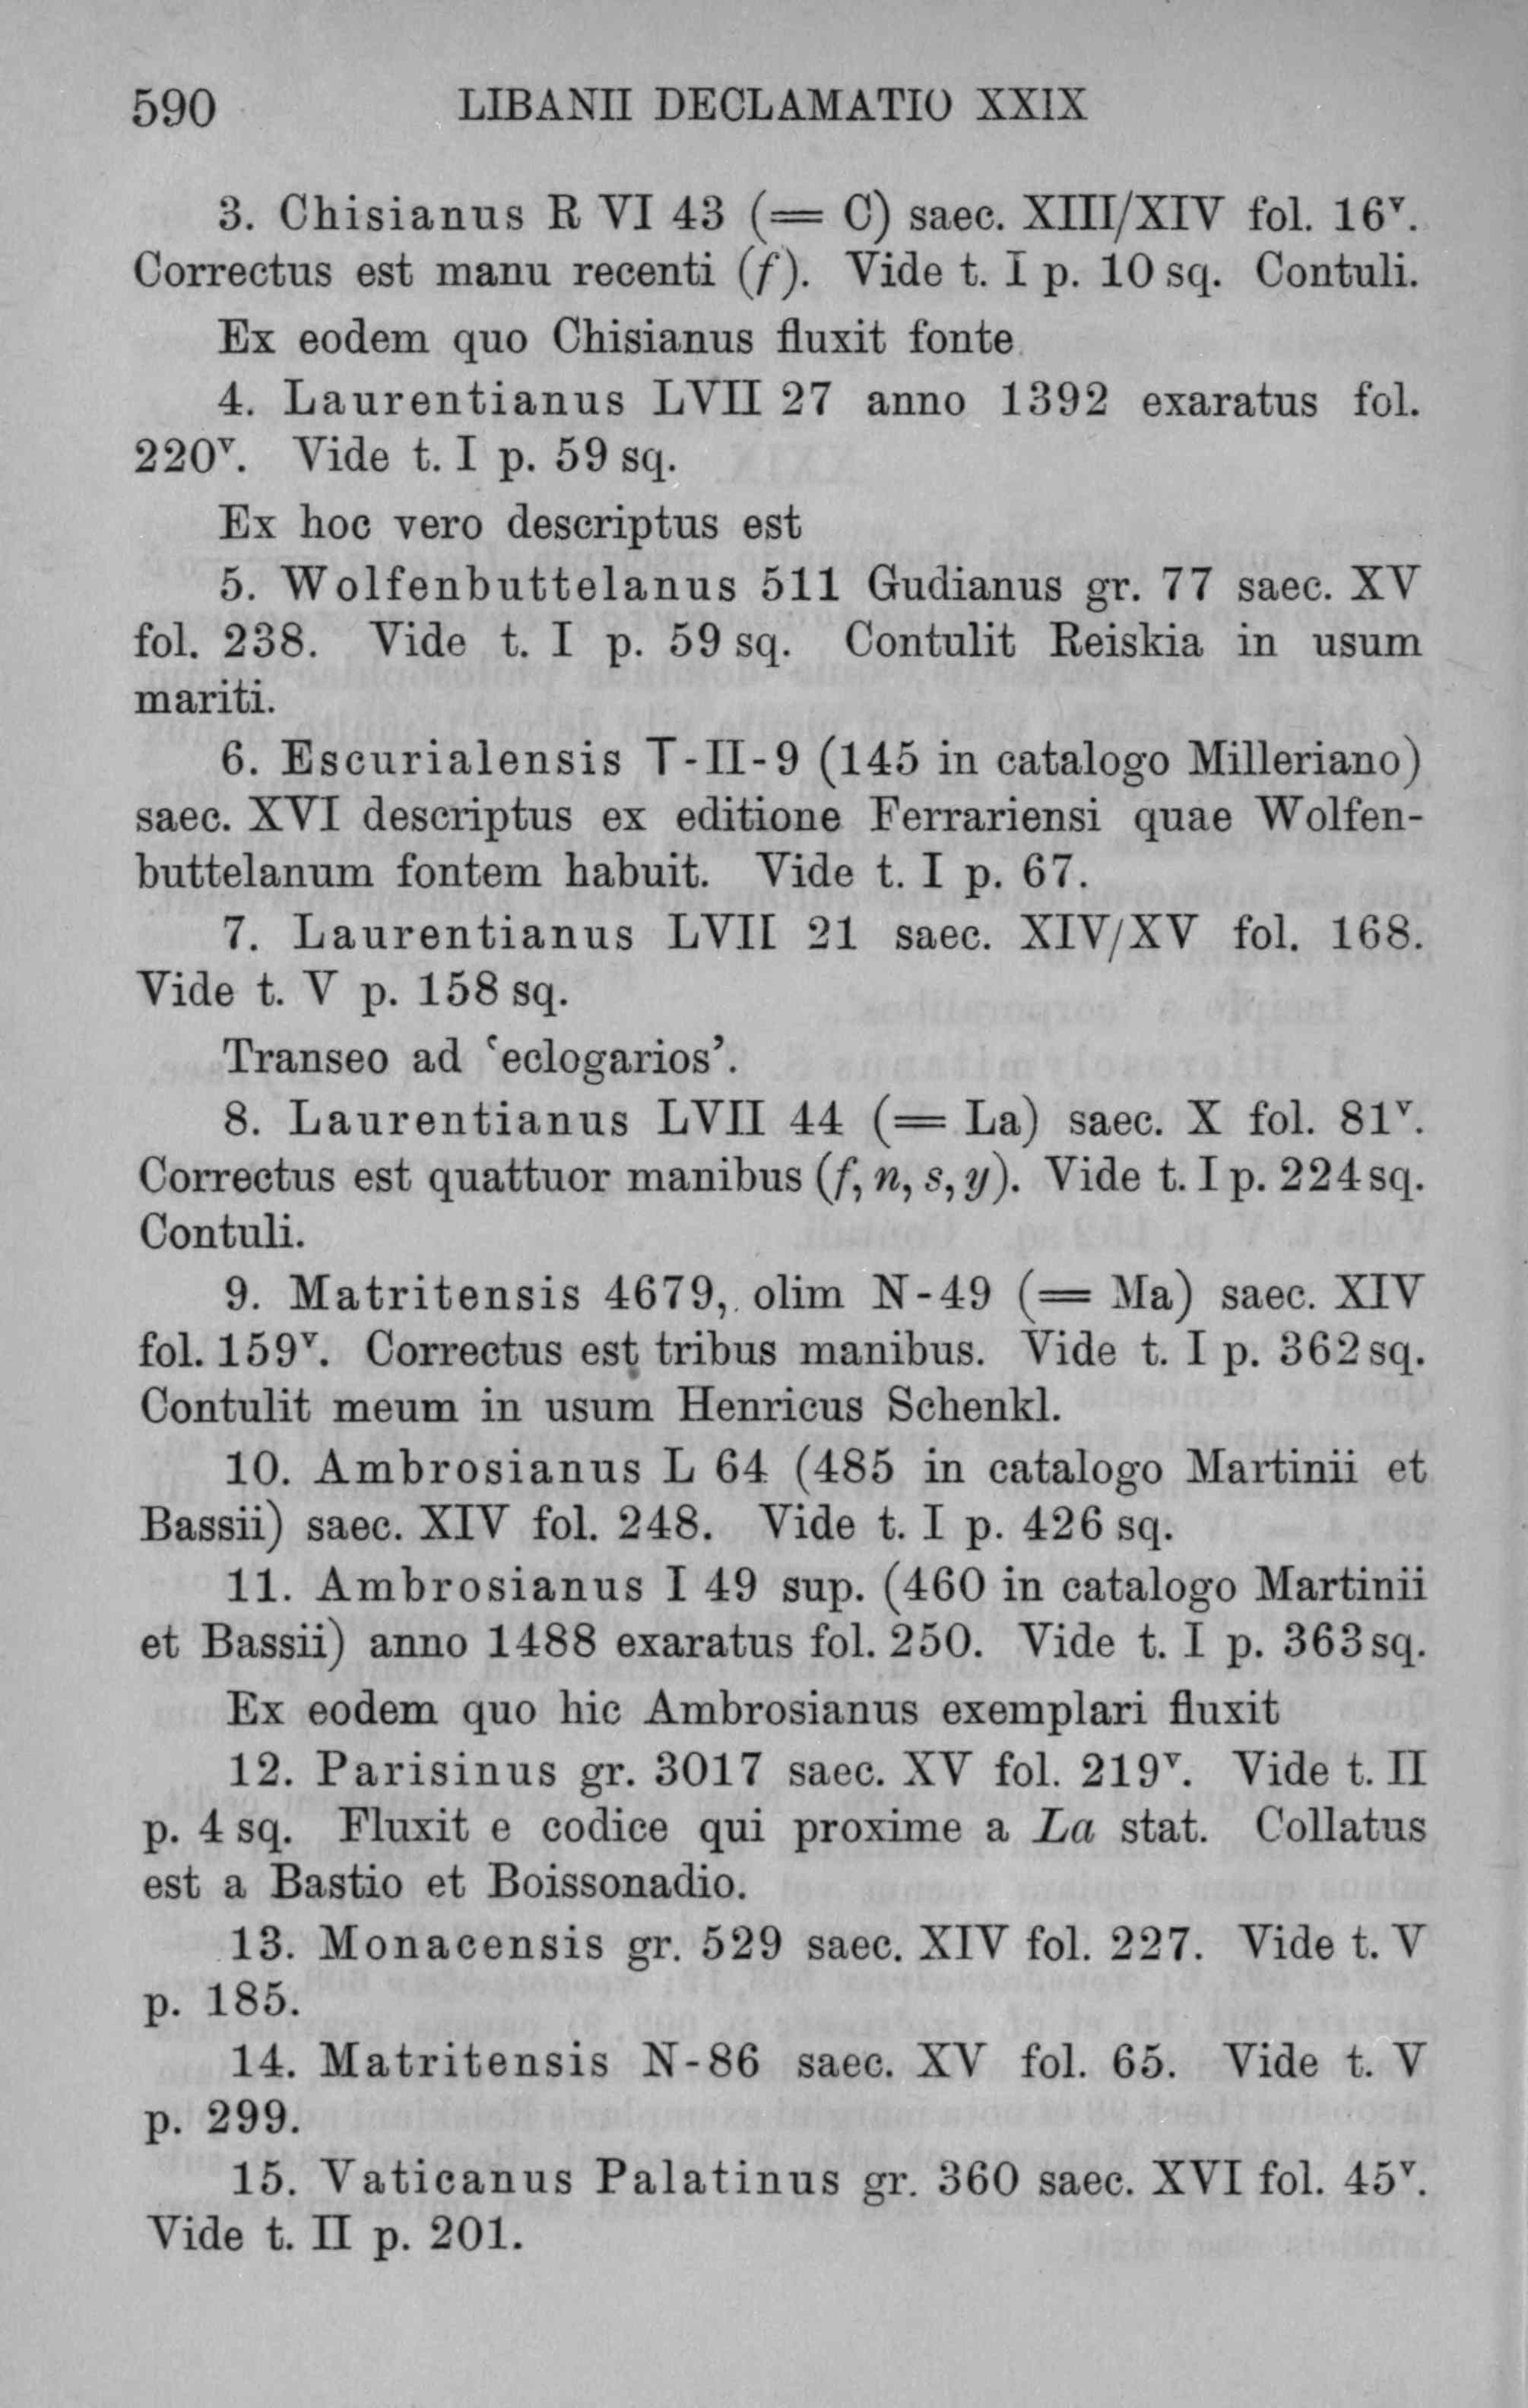 590 LIBANII DECLAMATIO XXIX
3. Chisianus R VI 43 (= C) saec. XIII/XIV fol. 16ᵛ.
Correctus est manu recenti (f). Vide t. I p. 10 sq. Contuli.
Ex eodem quo Chisianus fluxit fonte
4. Laurentianus LVII 27 anno 1392 exaratus fol.
220ᵛ. Vide t. I p. 59 sq.
Ex hoc vero descriptus est
5. Wolfenbuttelanus 511 Gudianus gr. 77 saec. XV
fol. 238. Vide t. I p. 59 sq. Contulit Reiskia in usum
mariti.
6. Escurialensis T-II-9 (145 in catalogo Milleriano)
saec. XVI descriptus ex editione Ferrariensi quae Wolfen-
buttelanum fontem habuit. Vide t. I p. 67.
7. Laurentianus LVII 21 saec. XIV/XV fol. 168.
Vide t. V p. 158 sq.
Transeo ad ‘eclogarios’.
8. Laurentianus LVII 44 (= La) saec. X fol. 81ᵛ.
Correctus est quattuor manibus (f, n, s, y). Vide t. I p. 224 sq.
Contuli.
9. Matritensis 4679, olim N-49 (= Ma) saec. XIV
fol. 159ᵛ. Correctus est tribus manibus. Vide t. I p. 362 sq.
Contulit meum in usum Henricus Schenkl.
10. Ambrosianus L 64 (485 in catalogo Martinii et
Bassii) saec. XIV fol. 248. Vide t. I p. 426 sq.
11. Ambrosianus I 49 sup. (460 in catalogo Martinii
et Bassii) anno 1488 exaratus fol. 250. Vide t. I p. 363 sq.
Ex eodem quo hic Ambrosianus exemplari fluxit
12. Parisinus gr. 3017 saec. XV fol. 219ᵛ. Vide t. II
p. 4 sq. Fluxit e codice qui proxime a La stat. Collatus
est a Bastio et Boissonadio.
13. Monacensis gr. 529 saec. XIV fol. 227. Vide t. V
p. 185.
14. Matritensis N-86 saec. XV fol. 65. Vide t. V
p. 299.
15. Vaticanus Palatinus gr. 360 saec. XVI fol. 45ᵛ.
Vide t. II p. 201.